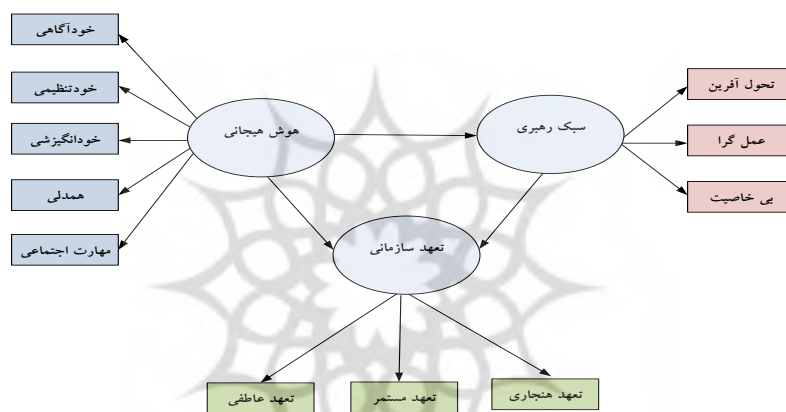 خودآگاهی
خودتنظیمی
خودانگیزشی
همدلی
مهارت اجتماعی
هوش هیجانی
سبک رهبری
تحول آفرین
عمل گرا
بی خاصیت
تعهد سازمانی
تعهد هنجاری
تعهد مستمر
تعهد عاطفی